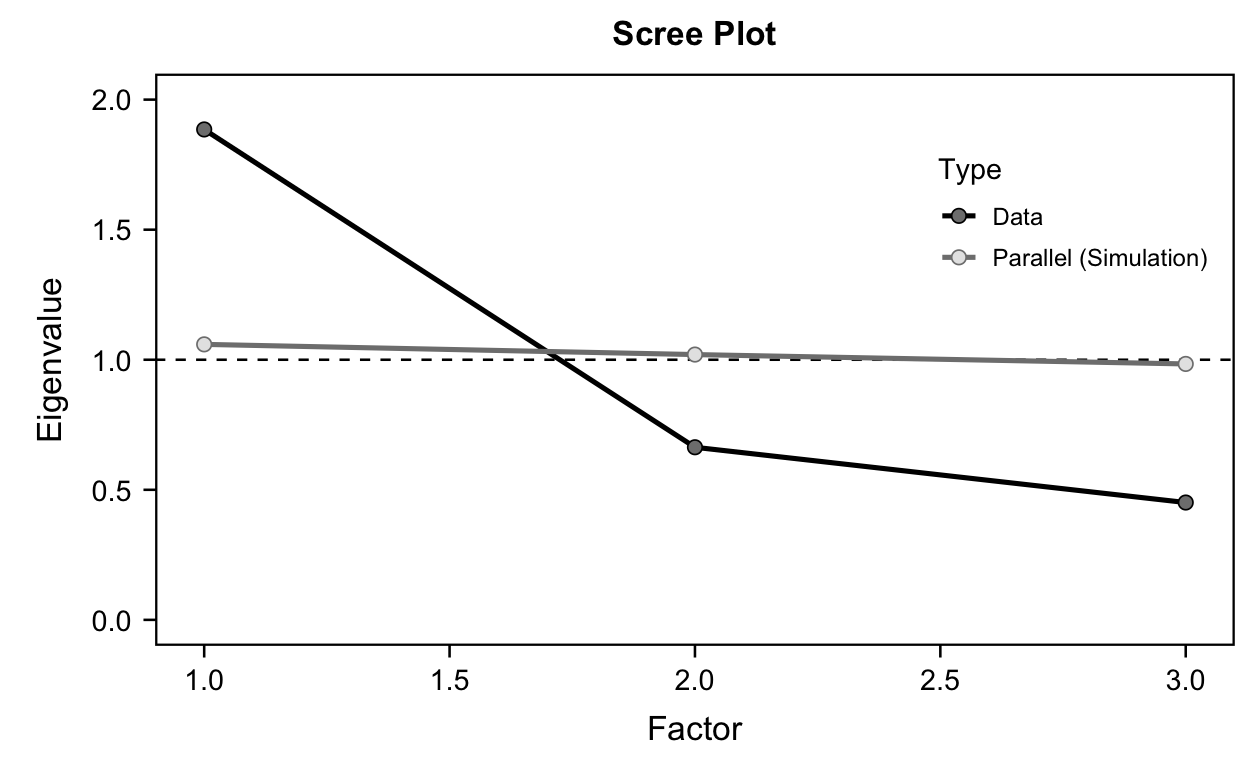 Scree Plot
2.0
1.5
1.0
0.5
0.0
Eigenvalue
Type
Data
Parallel (Simulation)
1.0 1.5 2.0 2.5 3.0
Factor